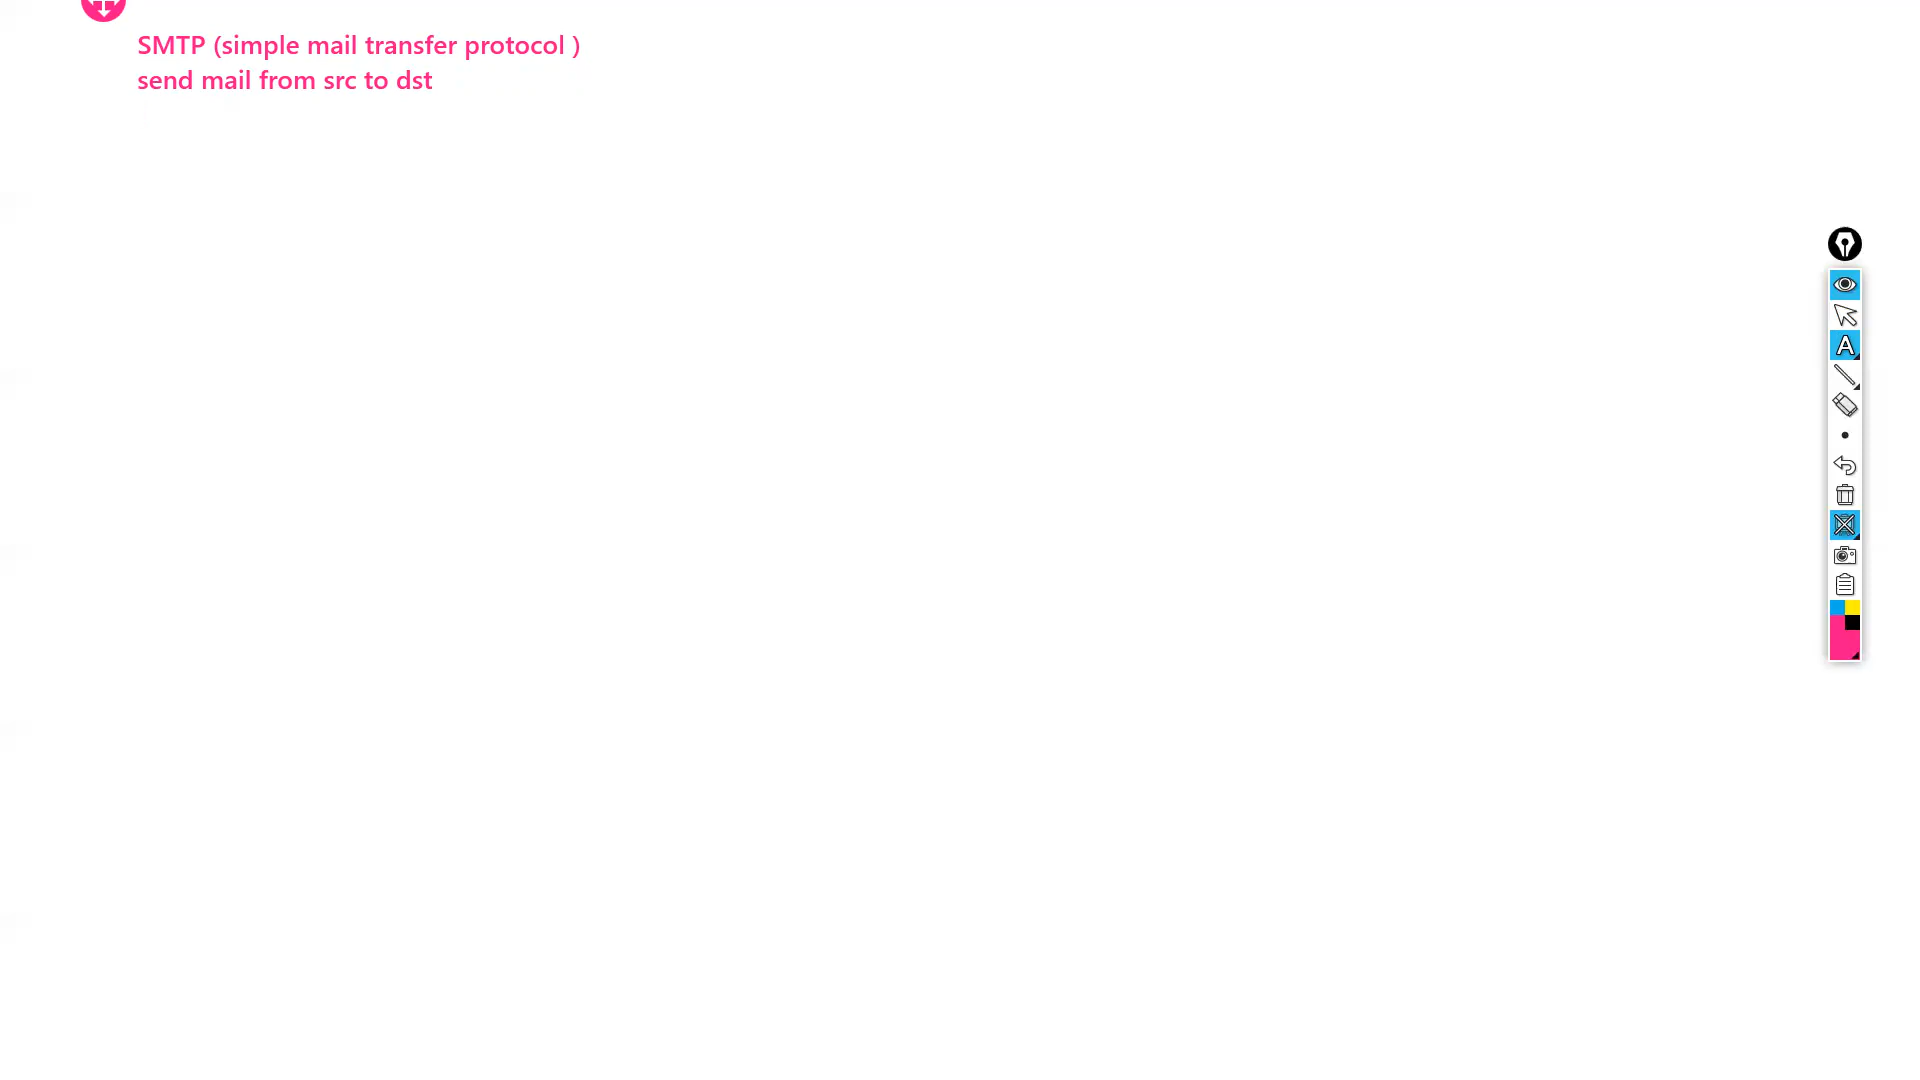 SMTP (simple mail transfer protocol )
send mail from src to dst